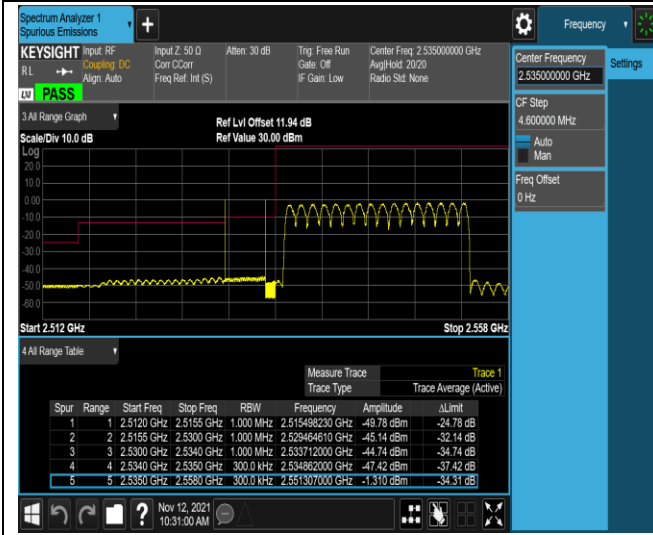 Spectrum Analyzer 1
Spurious Emissions
Frequency
KEYSIGHT Input: RF Input Z: 50 Ω Atten: 30 dB Trig: Free Run Center Freq: 2.535000000 GHz
RL Coupling: DC Corr CCorr Gate: Off Avg|Hold: 20/20
Align: Auto Freq Ref: Int (S) IF Gain: Low Radio Std: None
LXI PASS
Center Frequency
2.535000000 GHz
Settings
CF Step
4.600000 MHz
Auto
Man
Freq Offset
0 Hz
3 All Range Graph
Ref Lvl Offset 11.94 dB
Scale/Div 10.0 dB Ref Value 30.00 dBm
Log
20.0
10.0
0.00
-10.0
-20.0
-30.0
-40.0
-50.0
-60.0
Start 2.512 GHz Stop 2.558 GHz
4 All Range Table
Measure Trace Trace 1
Trace Type Trace Average (Active)
Spur Range Start Freq Stop Freq RBW Frequency Amplitude ΔLimit
1 1 2.5120 GHz 2.5155 GHz 1.000 MHz 2.515498230 GHz -49.78 dBm -24.78 dB
2 2 2.5155 GHz 2.5300 GHz 1.000 MHz 2.529464610 GHz -45.14 dBm -32.14 dB
3 3 2.5300 GHz 2.5340 GHz 1.000 MHz 2.533712000 GHz -44.74 dBm -34.74 dB
4 4 2.5340 GHz 2.5350 GHz 300.0 kHz 2.534862000 GHz -47.42 dBm -37.42 dB
5 5 2.5350 GHz 2.5580 GHz 300.0 kHz 2.551307000 GHz -1.310 dBm -34.31 dB
Nov 12, 2021
10:31:00 AM